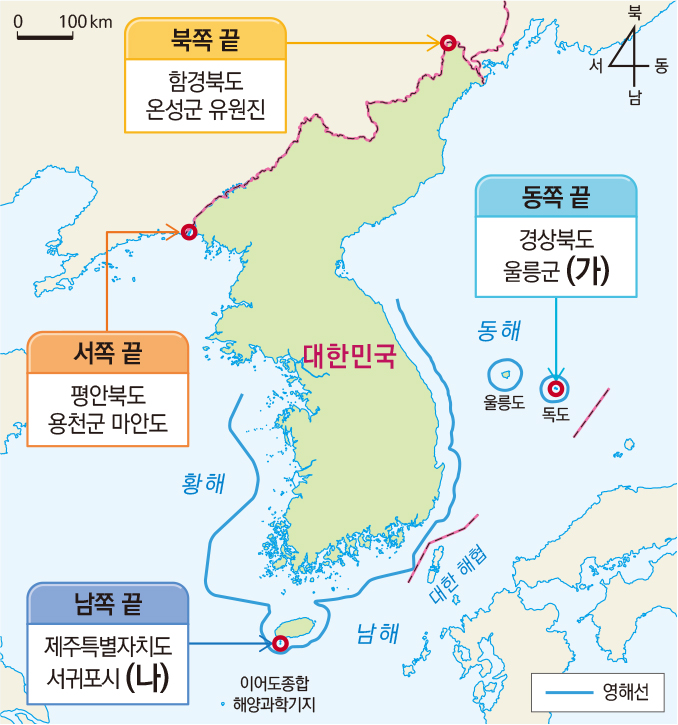 0 100 km
북쪽 끝
함경북도
온성군 유원진
북
서 동
남
동쪽 끝
경상북도
울릉군 (가)
서쪽 끝
평안북도
용천군 마안도
대한민국
동해
울릉도
독도
황해
대한 해협
남쪽 끝
제주특별자치도
서귀포시 (나)
남해
이어도종합
해양과학기지
영해선